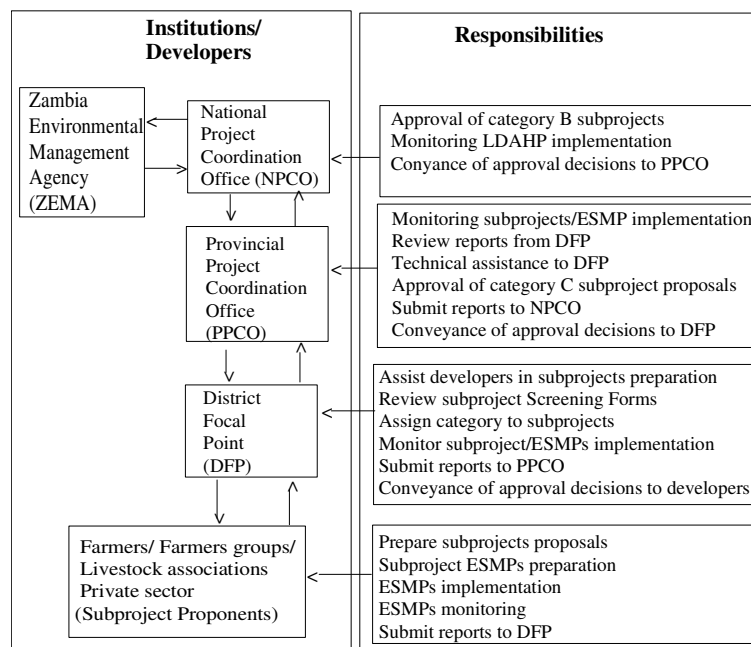 Institutions/
Developers
Responsibilities
Zambia
Environmental
Management
Agency
(ZEMA)
National
Project
Coordination
Office (NPCO)
Approval of category B subprojects
Monitoring LDAHP implementation
Conyance of approval decisions to PPCO
Provincial
Project
Coordination
Office
(PPCO)
Monitoring subprojects/ESMP implementation
Review reports from DFP
Technical assistance to DFP
Approval of category C subproject proposals
Submit reports to NPCO
Conveyance of approval decisions to DFP
District
Focal
Point
(DFP)
Assist developers in subprojects preparation
Review subproject Screening Forms
Assign category to subprojects
Monitor subproject/ESMPs implementation
Submit reports to PPCO
Conveyance of approval decisions to developers
Farmers/ Farmers groups/
Livestock associations
Private sector
(Subproject Proponents)
Prepare subprojects proposals
Subproject ESMPs preparation
ESMPs implementation
ESMPs monitoring
Submit reports to DFP